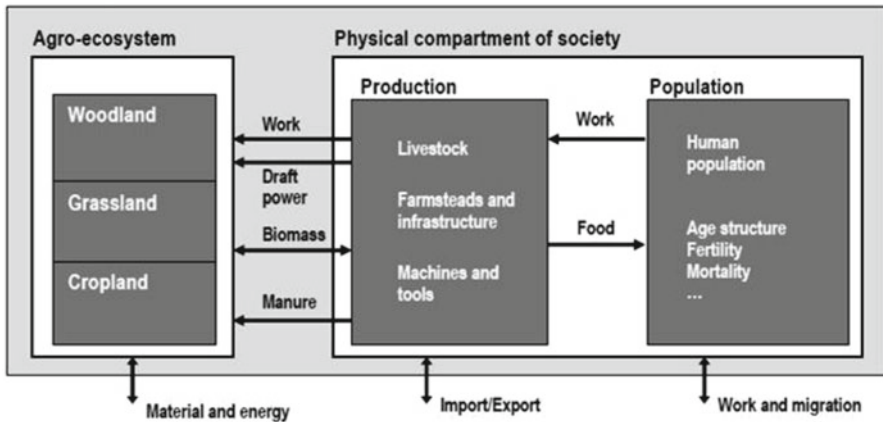 Agro-ecosystem
Physical compartment of society
Woodland
Grassland
Cropland
Work
Draft
power
Biomass
Manure
Production
Livestock
Farmsteads and
infrastructure
Machines and
tools
Work
Food
Population
Human
population
Age structure
Fertility
Mortality
...
Material and energy
Import/Export
Work and migration